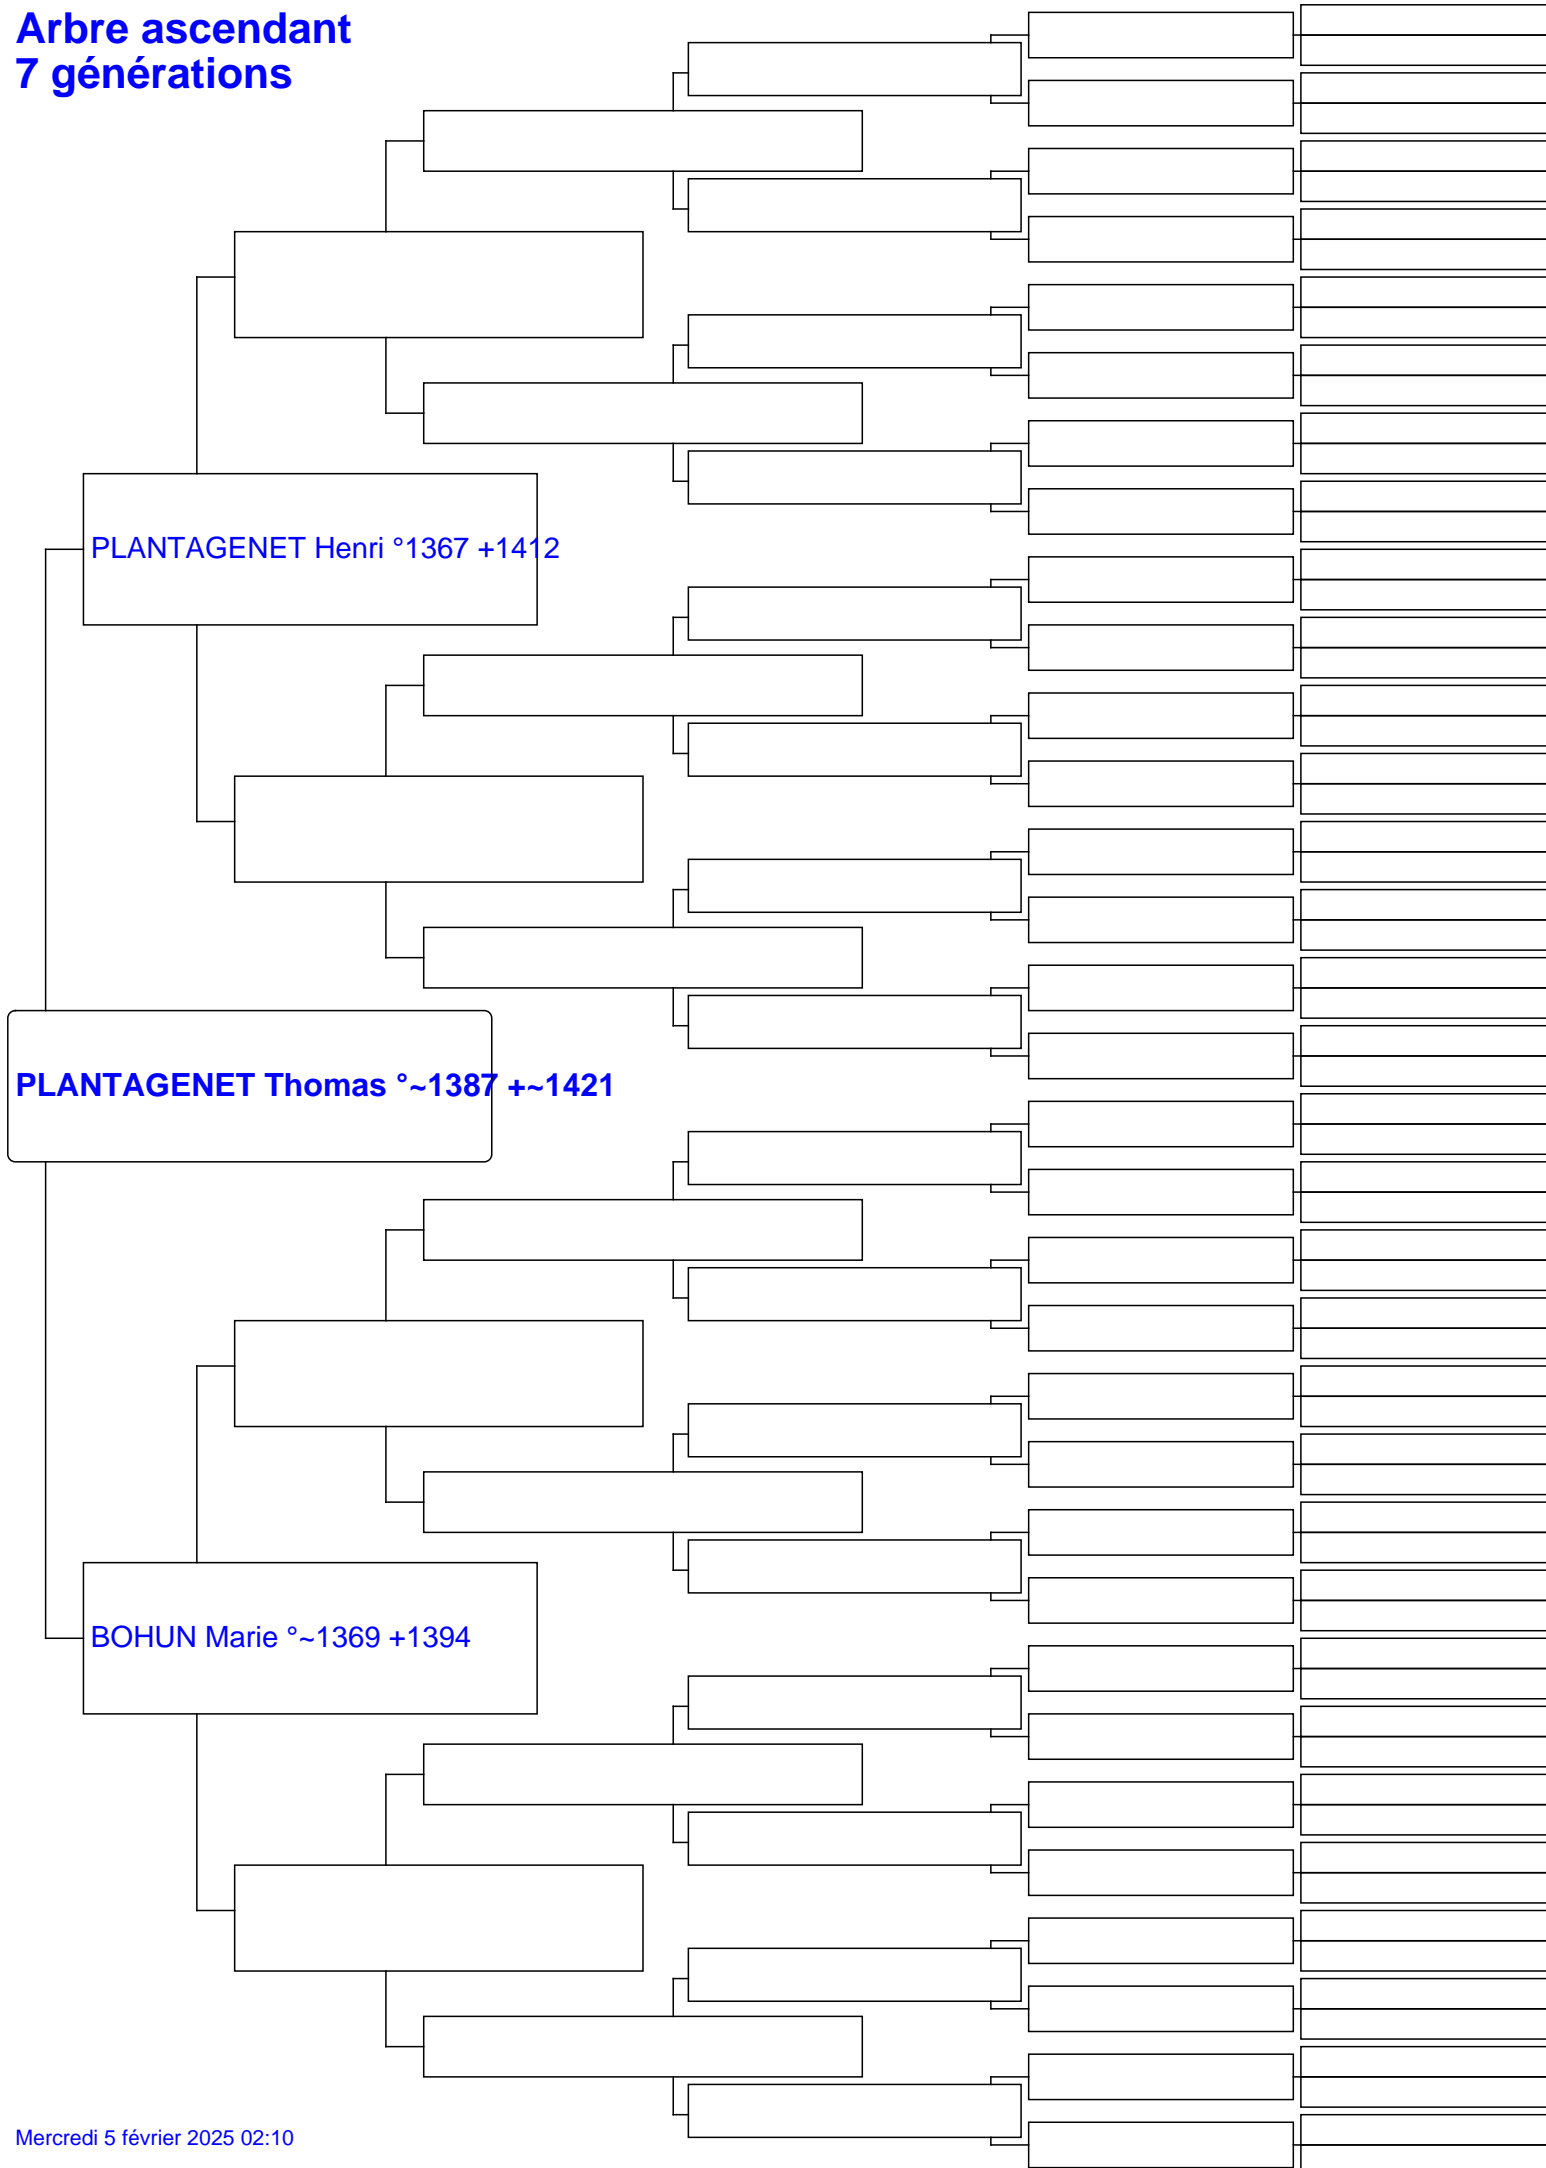 Arbre ascendant
7 générations
PLANTAGENET Henri °1367 +1412
PLANTAGENET Thomas °~1387 +~1421
BOHUN Marie °~1369 +1394
Mercredi 5 février 2025 02:10